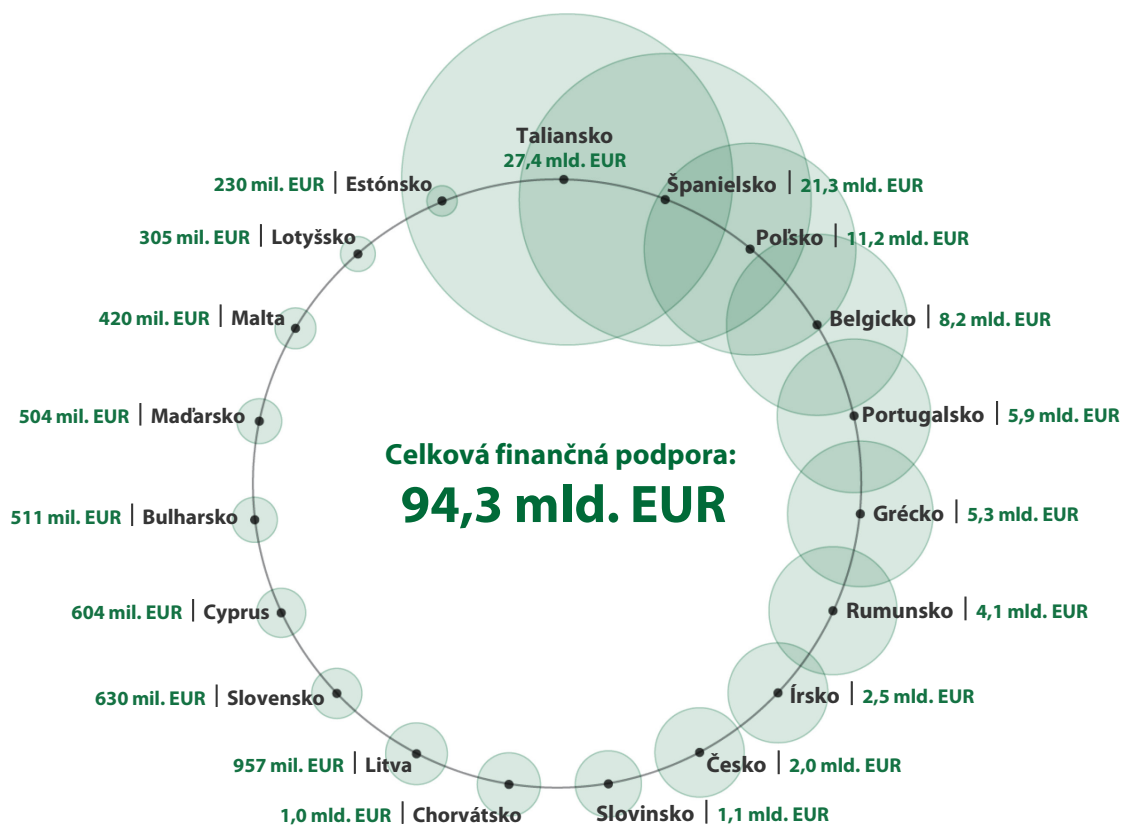 Taliansko
27,4 mld. EUR
Španielsko | 21,3 mld. EUR
Poľsko | 11,2 mld. EUR
Belgicko | 8,2 mld. EUR
Portugalsko | 5,9 mld. EUR
Grécko | 5,3 mld. EUR
Rumunsko | 4,1 mld. EUR
Írsko | 2,5 mld. EUR
Česko | 2,0 mld. EUR
Slovinsko | 1,1 mld. EUR
1,0 mld. EUR | Chorvátsko
957 mil. EUR | Litva
630 mil. EUR | Slovensko
604 mil. EUR | Cyprus
511 mil. EUR | Bulharsko
504 mil. EUR | Maďarsko
420 mil. EUR | Malta
305 mil. EUR | Lotyšsko
230 mil. EUR | Estónsko
Celková finančná podpora:
94,3 mld. EUR